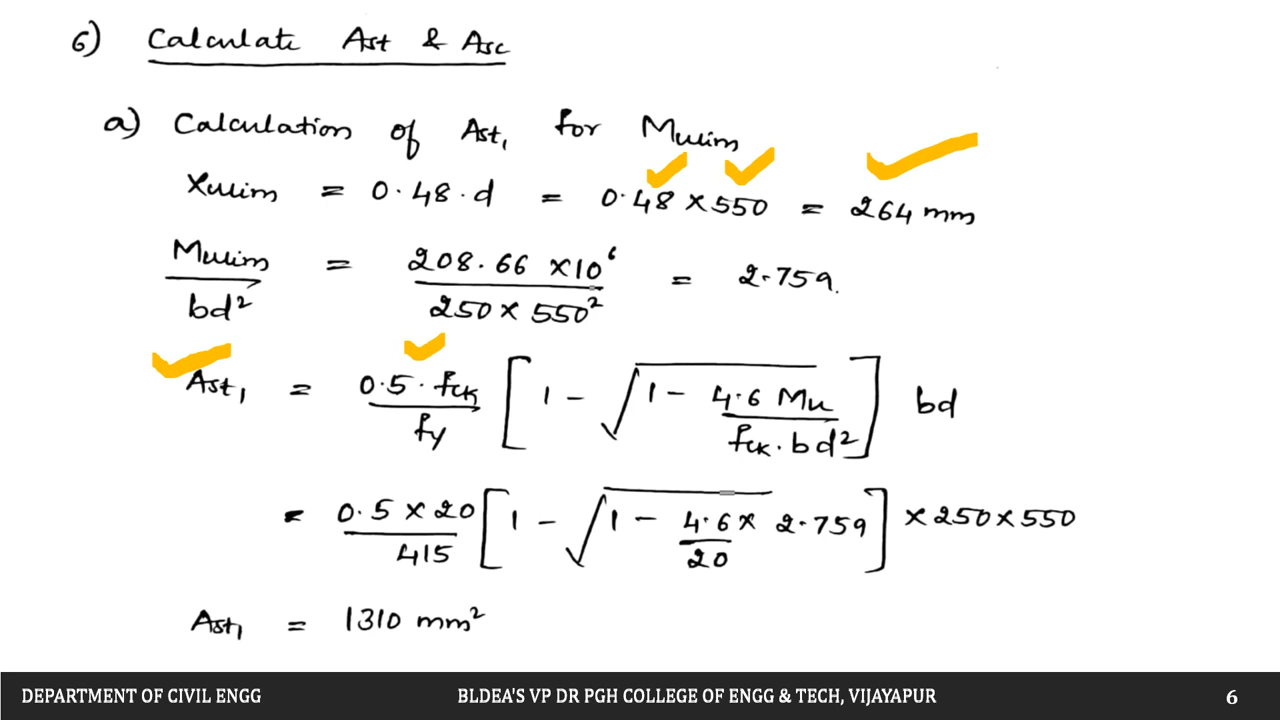 6) Calculate Ast & Asc
a) Calculation of Ast₁ for Mulim
xulim = 0.48.d = 0.48 × 550 = 264 mm
Mulim / bd² = 208.66 × 10⁶ / 250 × 550² = 2.759.
Ast₁ = 0.5. fck / fy [1 - √1 - 4.6 Mu / fck. bd²] bd
= 0.5 × 20 / 415 [1 - √1 - 4.6 × 2.759 / 20] × 250 × 550
Ast₁ = 1310 mm²
DEPARTMENT OF CIVIL ENGG BLDEA'S VP DR PGH COLLEGE OF ENGG & TECH, VIJAYAPUR 6